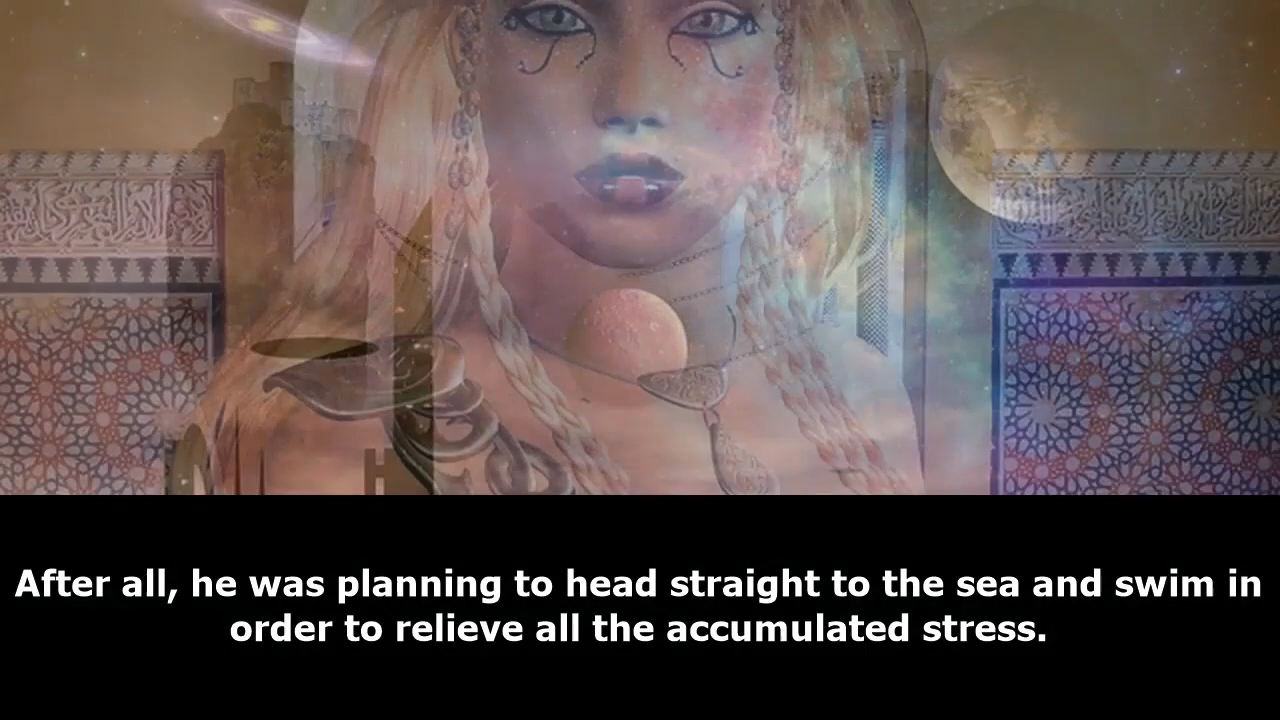 After all, he was planning to head straight to the sea and swim in
order to relieve all the accumulated stress.